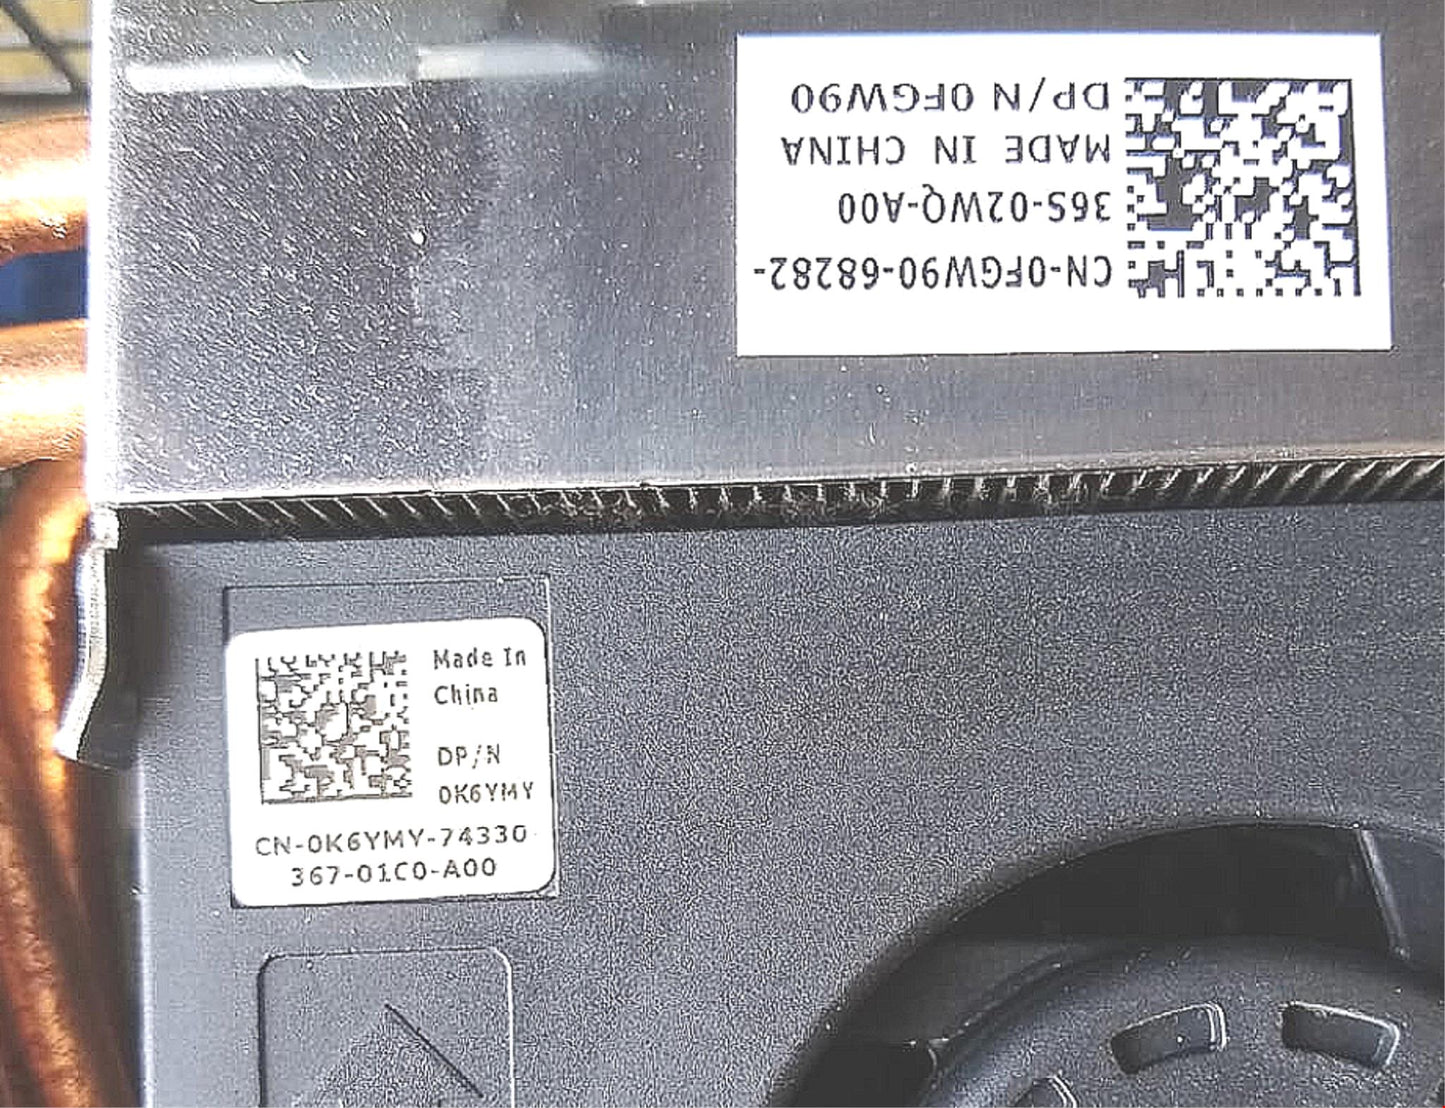 CN-0FGW90-68282-
36S-02WQ-A00
MADE IN CHINA
DP/N 0FGW90
Made In
China
DP/N
0K6YMY
CN-0K6YMY-74330
367-01C0-A00